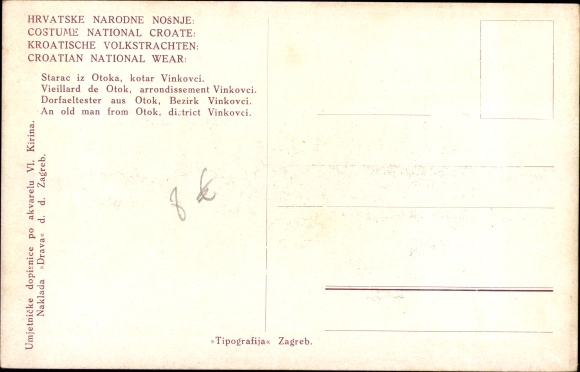 HRVATSKE NARODNE NOŠNJE:
COSTUME NATIONAL CROATE:
KROATISCHE VOLKSTRACHTEN:
CROATIAN NATIONAL WEAR:
Starac iz Otoka, kotar Vinkovci.
Vieillard de Otok, arrondissement Vinkovci.
Dorfaeltester aus Otok, Bezirk Vinkovci.
An old man from Otok, district Vinkovci.
Umjetničke dopisnice po akvarelu Vl. Kirina.
Naklada »Drava« d. d. Zagreb.
»Tipografija« Zagreb.